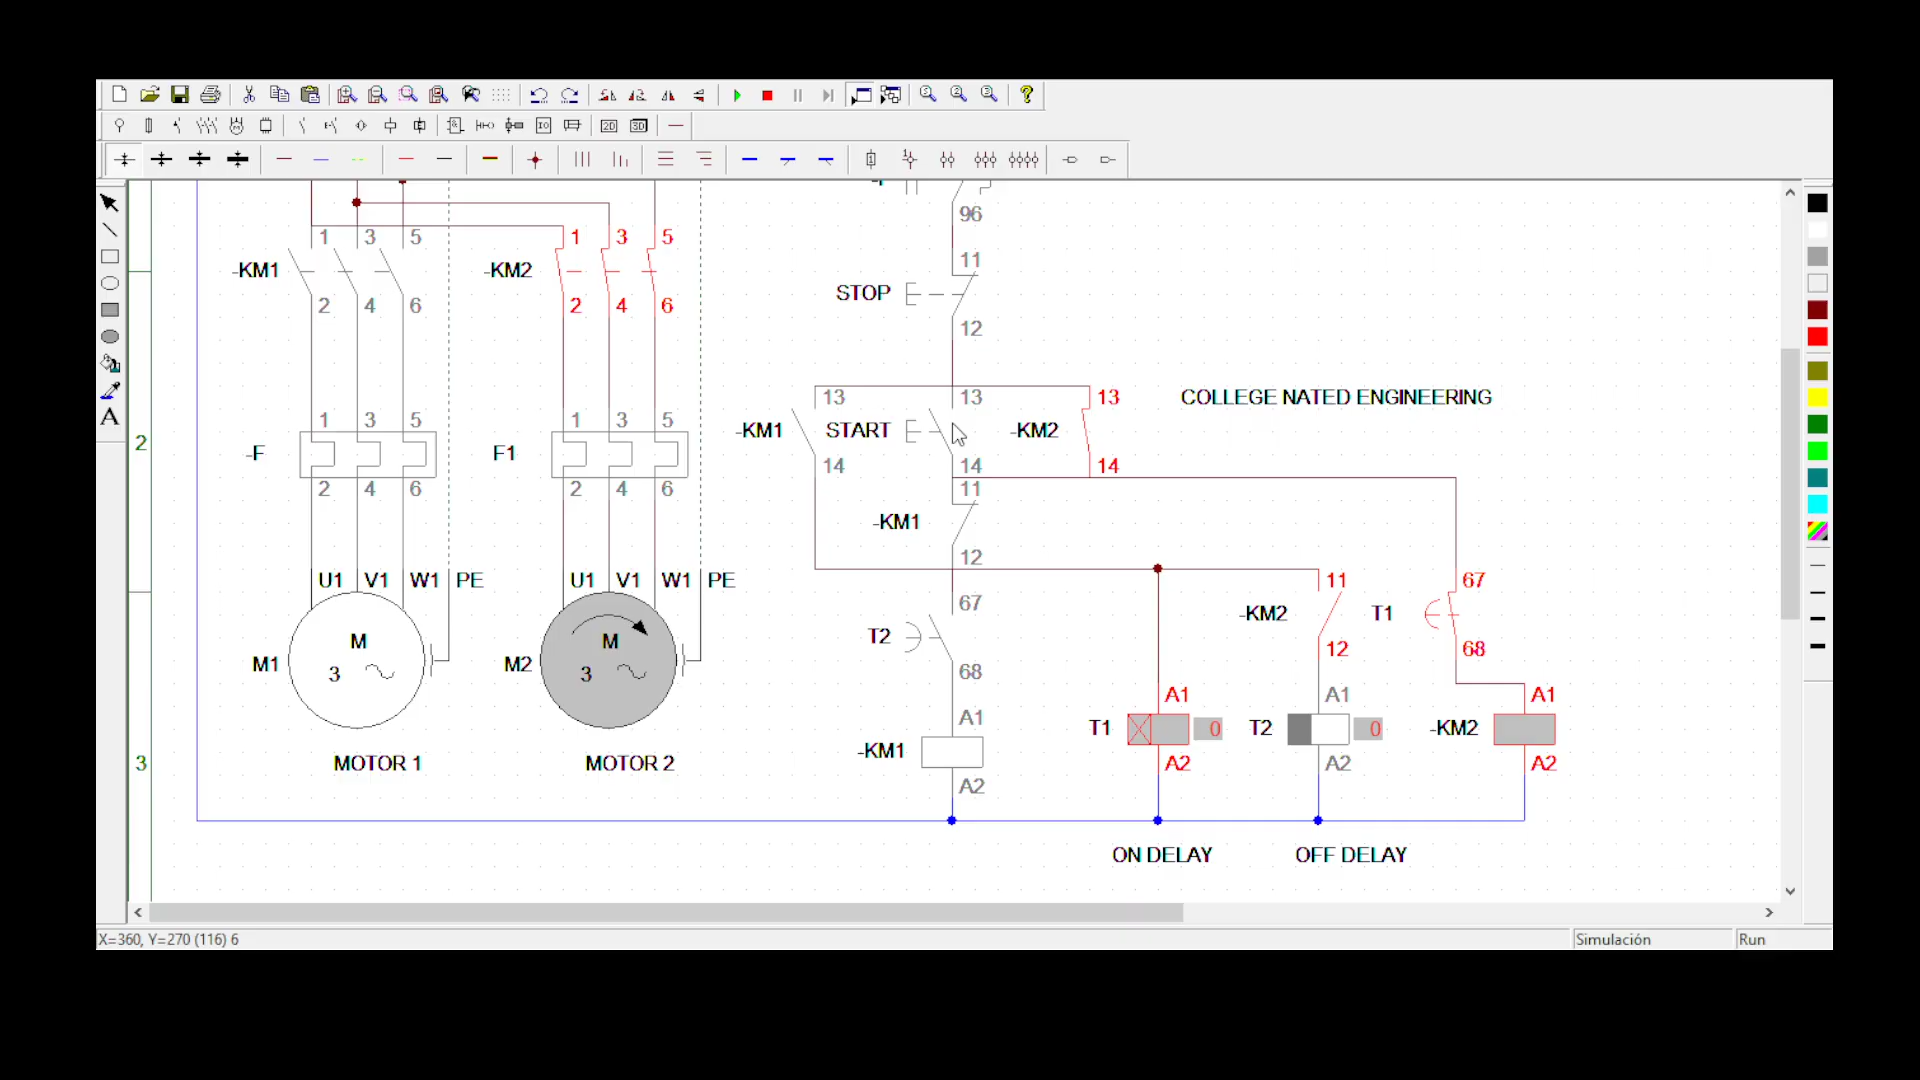 96
1 3 5 1 3 5 11
-KM1 -KM2
STOP
2 4 6 2 4 6
12
13 13 13 COLLEGE NATED ENGINEERING
1 3 5 1 3 5 -KM1 START -KM2
2
-F F1 14 14 14
2 4 6 2 4 6 11
-KM1
12
U1 V1 W1 PE U1 V1 W1 PE 11 67
67 -KM2 T1
M M T2
12 68
M1 3 M2 3 68
A1 A1 A1 A1
T1 0 T2 0 -KM2
-KM1
3 MOTOR 1 MOTOR 2 A2 A2 A2
A2
ON DELAY OFF DELAY
X=360, Y=270 (116) 6 Simulación Run